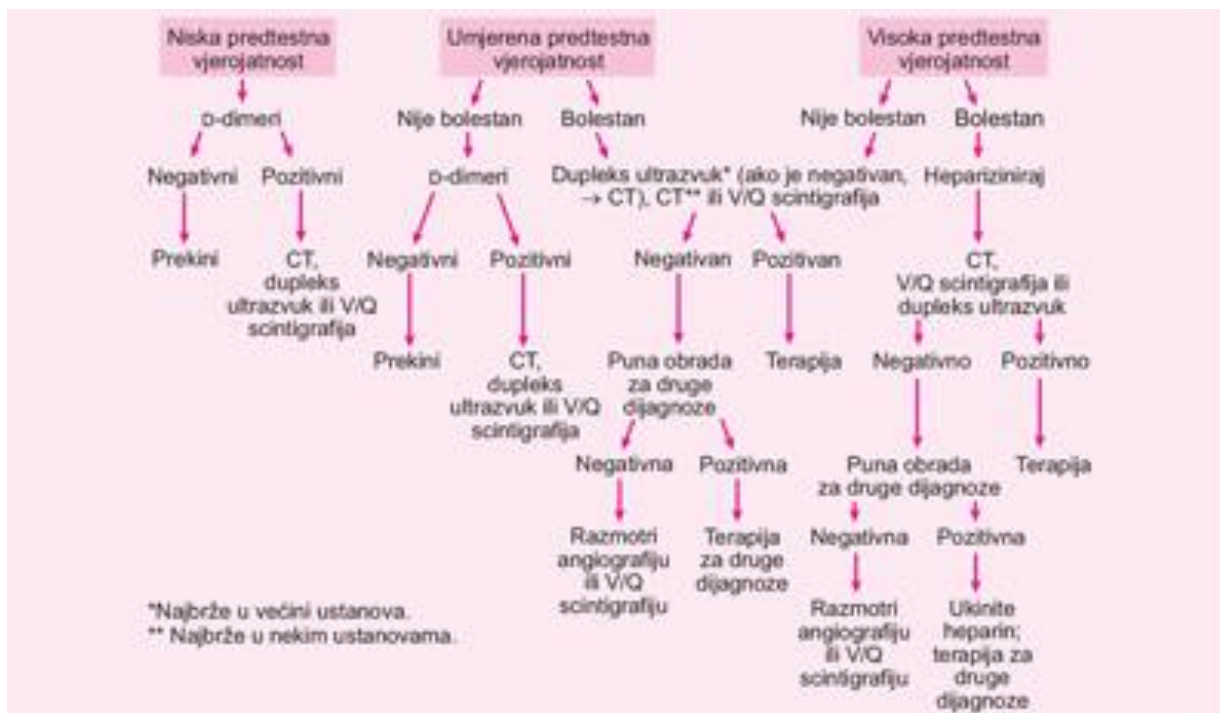 Niska predtestna
vjerojatnost
Umjerena predtestna
vjerojatnost
Visoka predtestna
vjerojatnost
D-dimeri
Nije bolestan
Bolestan
Nije bolestan
Bolestan
Negativni
Pozitivni
D-dimeri
Dupleks ultrazvuk* (ako je negativan,
→ CT), CT** ili V/Q scintigrafija
Hepariziniraj
Prekini
CT,
dupleks
ultrazvuk ili V/Q
scintigrafija
Negativni
Pozitivni
Negativan
Pozitivan
CT,
V/Q scintigrafija ili
dupleks ultrazvuk
Prekini
CT,
dupleks
ultrazvuk ili V/Q
scintigrafija
Puna obrada
za druge
dijagnoze
Terapija
Negativno
Pozitivno
Negativna
Pozitivna
Puna obrada
za druge dijagnoze
Terapija
Razmotri
angiografiju
ili V/Q
scintigrafiju
Terapija
za druge
dijagnoze
Negativna
Pozitivna
Razmotri
angiografiju
ili V/Q
scintigrafiju
Ukinite
heparin;
terapija za
druge
dijagnoze
*Najbrže u većini ustanova.
** Najbrže u nekim ustanovama.